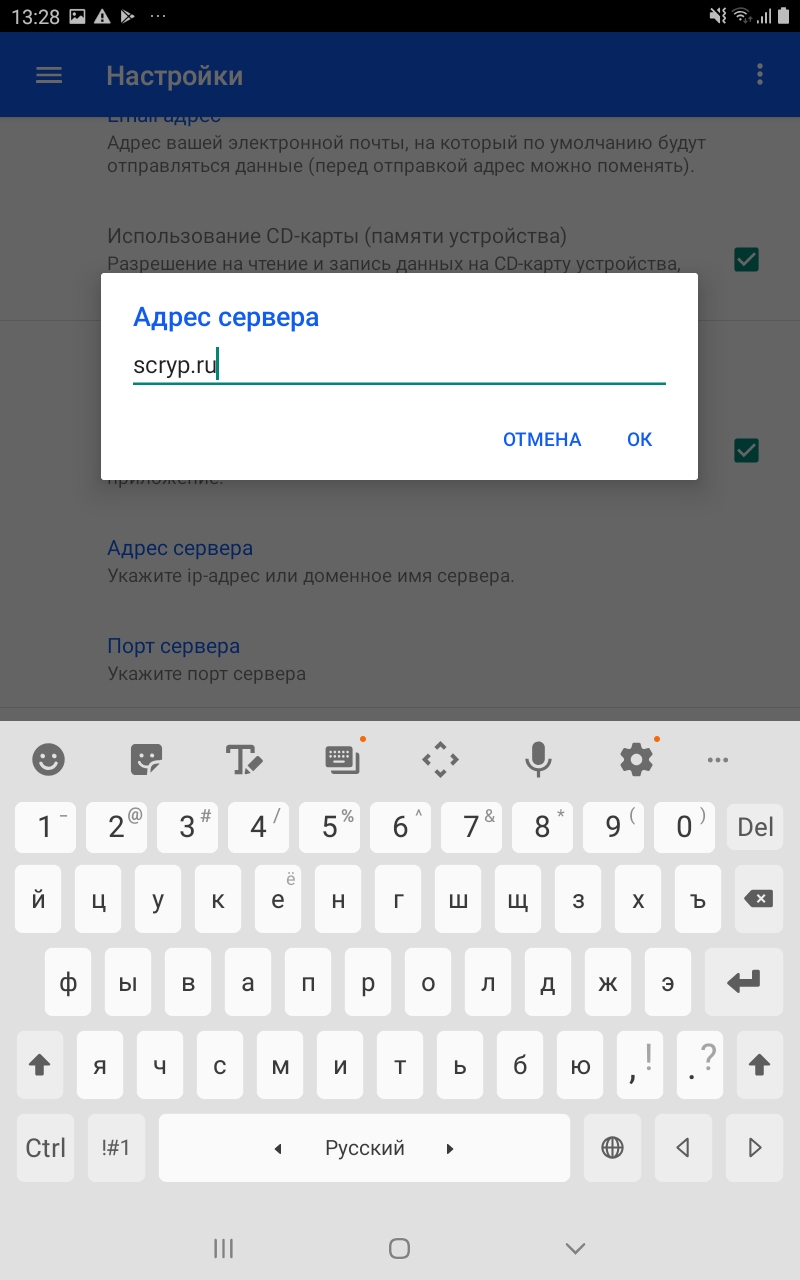 13:28
Настройки
Email адрес
Адрес вашей электронной почты, на который по умолчанию будут
отправляться данные (перед отправкой адрес можно поменять).
Использование CD-карты (памяти устройства)
Разрешение на чтение и запись данных на CD-карту устройства,
Адрес сервера
scryp.ru
ОТМЕНА ОК
приложение.
Адрес сервера
Укажите ip-адрес или доменное имя сервера.
Порт сервера
Укажите порт сервера
1 - 2 @ 3 # 4 / 5 % 6 ^ 7 & 8 * 9 ( 0 ) Del
й ц у к е ё н г ш щ з х ъ
ф ы в а п р о л д ж э
я ч с м и т ь б ю , ! . ?
Ctrl !#1 Русский